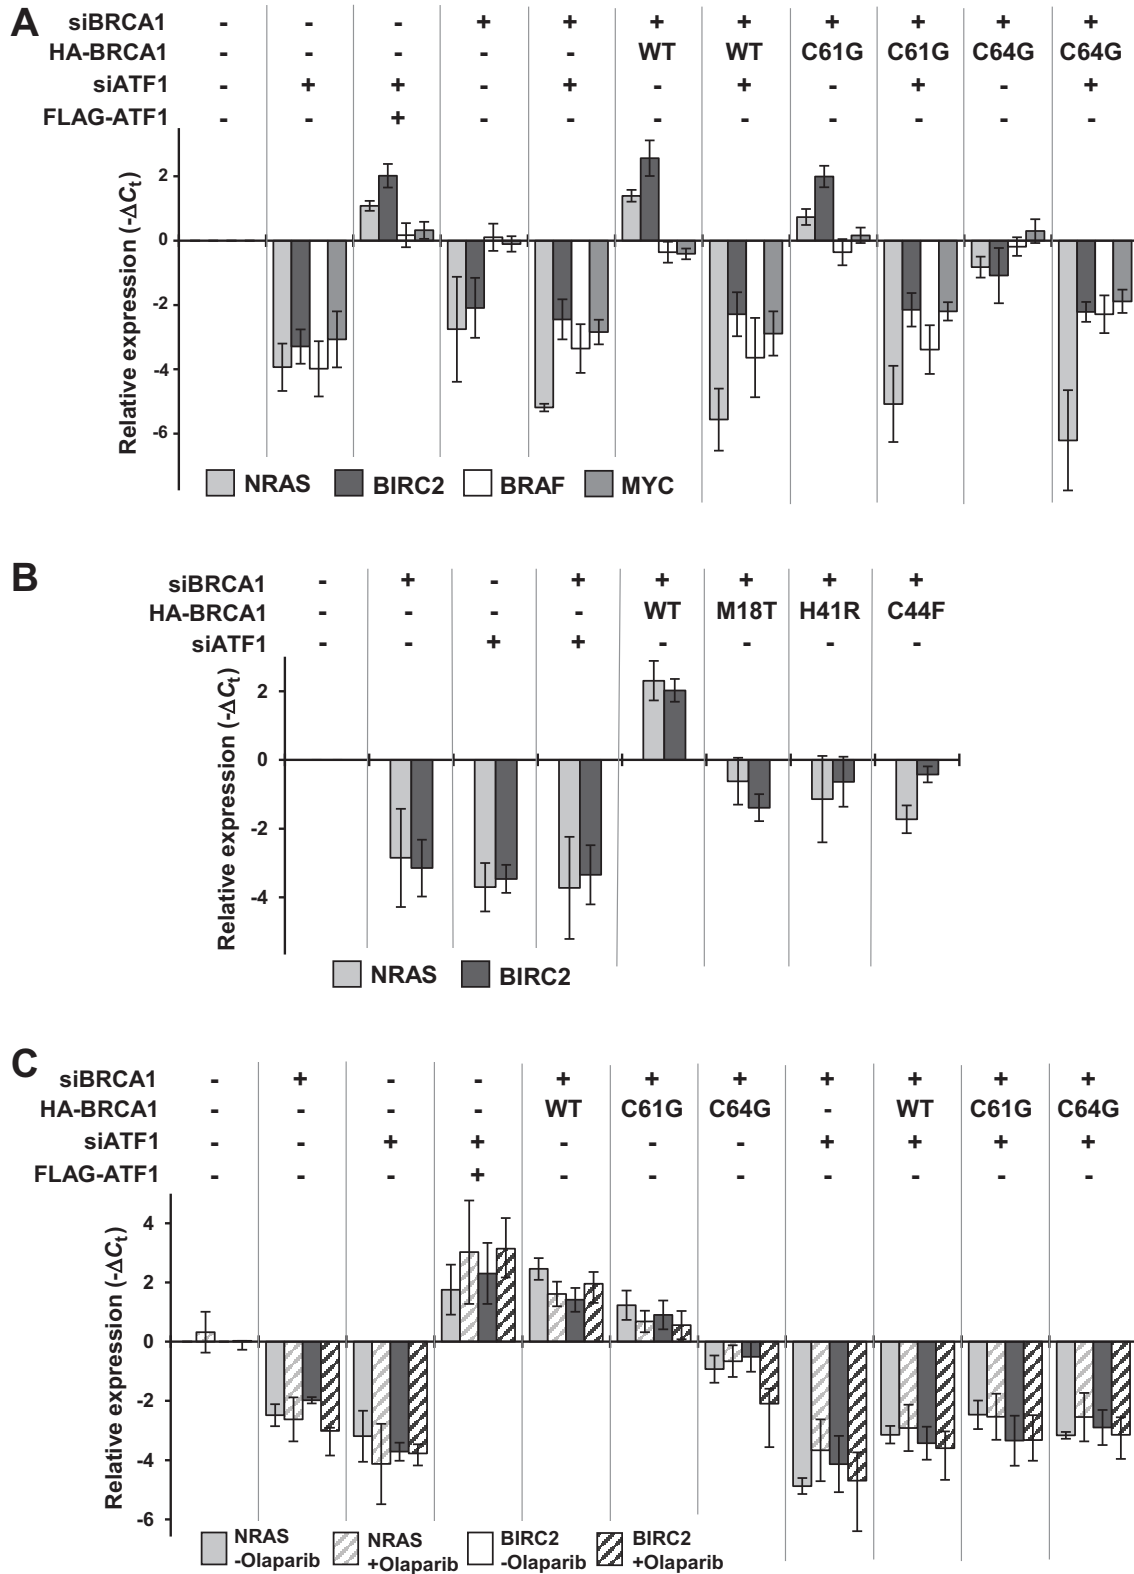 A
siBRCA1 - - - + + + + + + + +
HA-BRCA1 - - - - - WT WT C61G C61G C64G C64G
siATF1 - + + - + - + - + - +
FLAG-ATF1 - - + - - - - - - - -
Relative expression (-ΔCt)
2
0
-2
-4
-6
NRAS BIRC2 BRAF MYC
B
siBRCA1 - + - + + + + +
HA-BRCA1 - - - - WT M18T H41R C44F
siATF1 - - + + - - - -
Relative expression (-ΔCt)
2
0
-2
-4
NRAS BIRC2
C
siBRCA1 - + - - + + + + + + +
HA-BRCA1 - - - - WT C61G C64G - WT C61G C64G
siATF1 - - + + - - - + + + +
FLAG-ATF1 - - - + - - - - - - -
Relative expression (-ΔCt)
4
2
0
-2
-4
-6
NRAS -Olaparib
NRAS +Olaparib
BIRC2 -Olaparib
BIRC2 +Olaparib